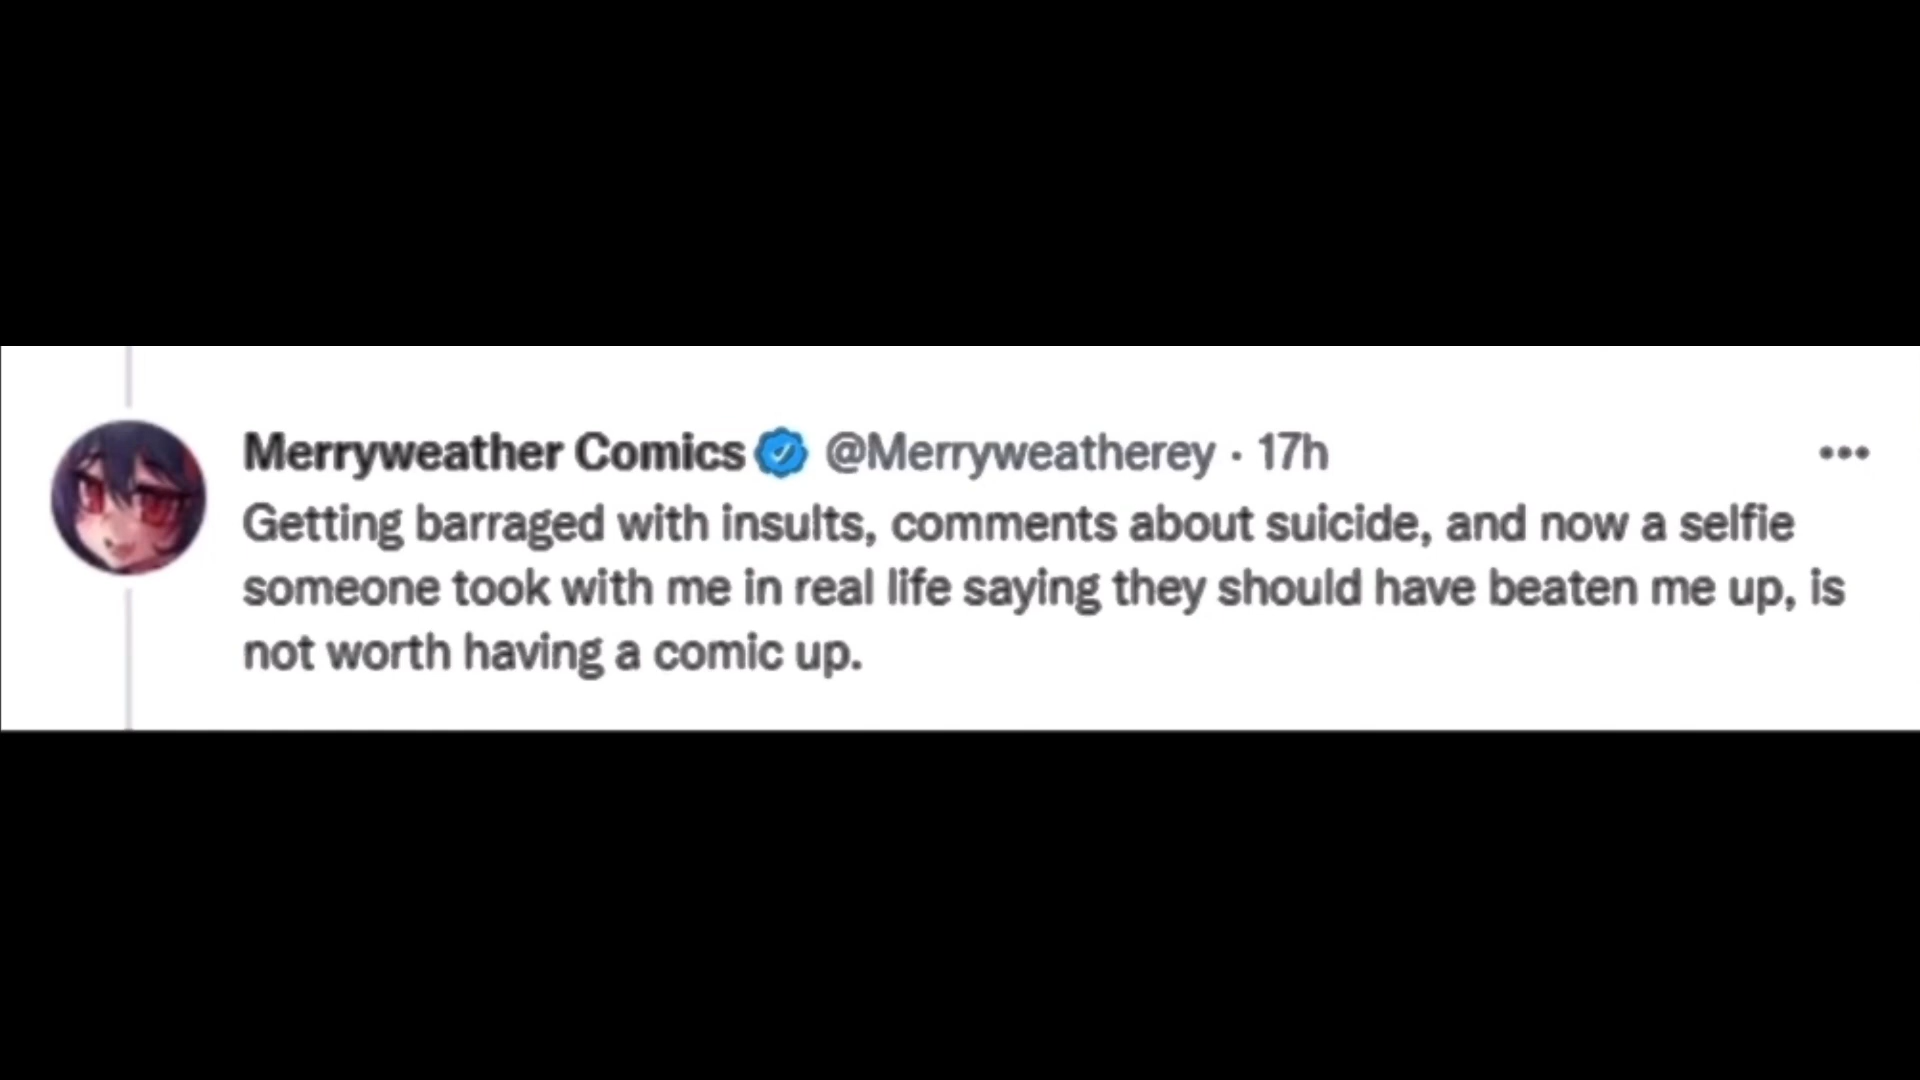 Merryweather Comics @Merryweatherey · 17h
Getting barraged with insults, comments about suicide, and now a selfie
someone took with me in real life saying they should have beaten me up, is
not worth having a comic up.